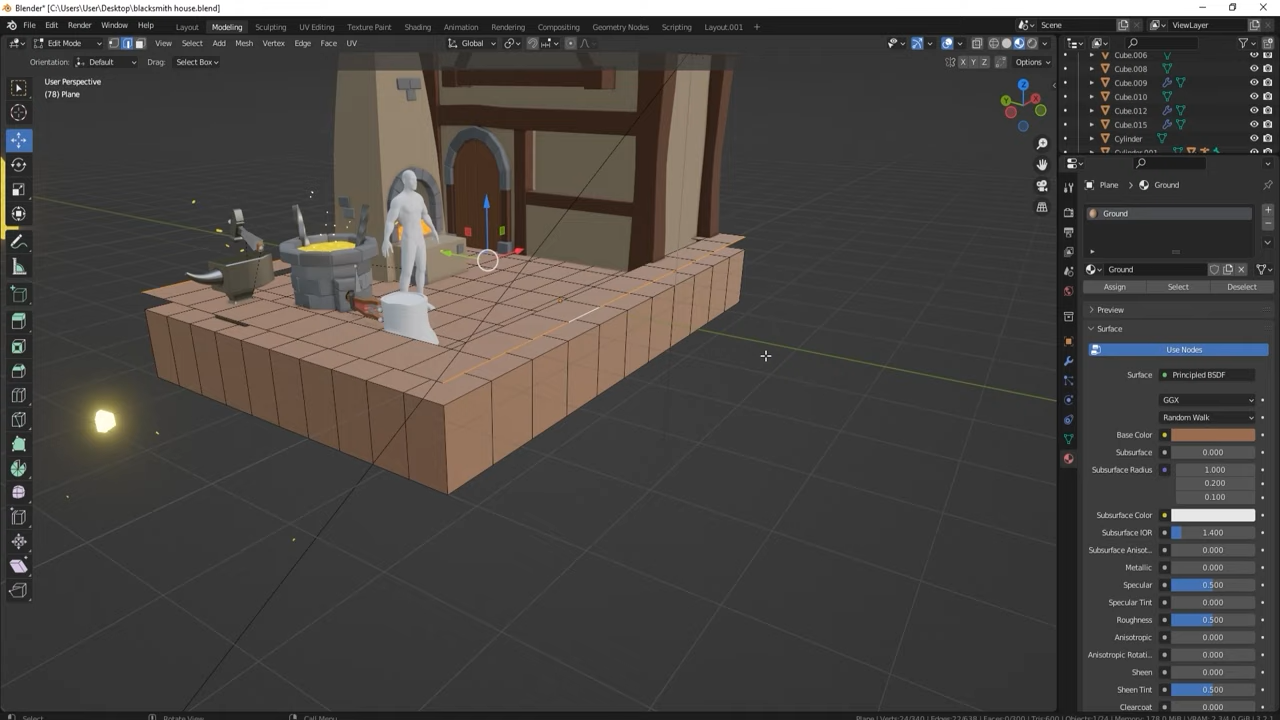 Blender* [C:\Users\User\Desktop\blacksmith house.blend]
File Edit Render Window Help Layout Modeling Sculpting UV Editing Texture Paint Shading Animation Rendering Compositing Geometry Nodes Scripting Layout.001 + Scene ViewLayer
Edit Mode View Select Add Mesh Vertex Edge Face UV Global
Orientation: Default Drag: Select Box X Y Z Options
User Perspective
(78) Plane
Cube.006
Cube.008
Cube.009
Cube.010
Cube.012
Cube.015
Cylinder
Cylinder.001
Plane > Ground
Ground
Ground
Assign Select Deselect
Preview
Surface
Use Nodes
Surface Principled BSDF
GGX
Random Walk
Base Color
Subsurface 0.000
Subsurface Radius 1.000
0.200
0.100
Subsurface Color
Subsurface IOR 1.400
Subsurface Anisot.. 0.000
Metallic 0.000
Specular 0.500
Specular Tint 0.000
Roughness 0.500
Anisotropic 0.000
Anisotropic Rotati.. 0.000
Sheen 0.000
Sheen Tint 0.500
Clearcoat 0.000
Select Rotate View Call Menu